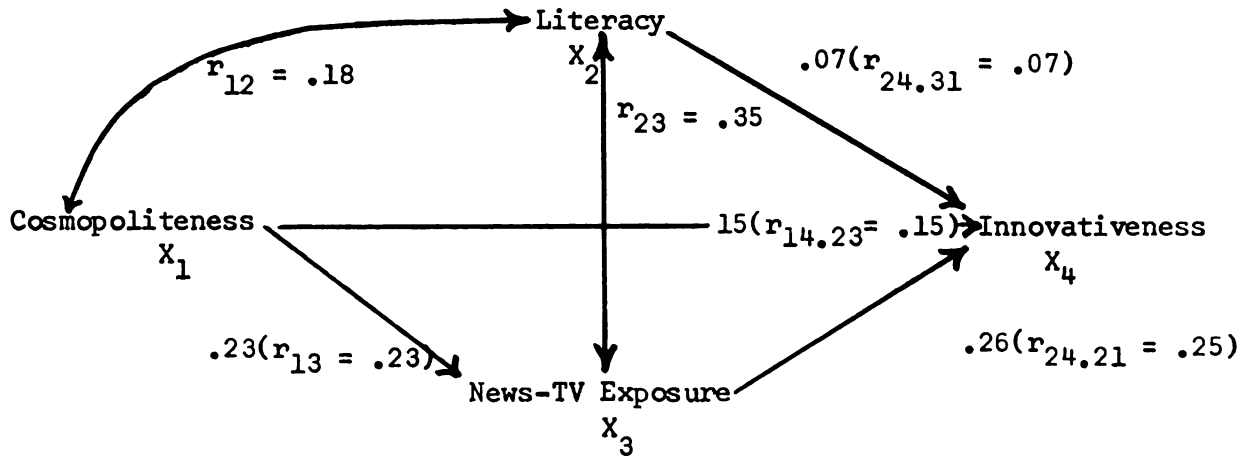 Literacy
X2
r12 = .18
.07(r24.31 = .07)
r23 = .35
Cosmopoliteness
X1
15(r14.23= .15)
Innovativeness
X4
.23(r13 = .23)
.26(r24.21 = .25)
News-TV Exposure
X3